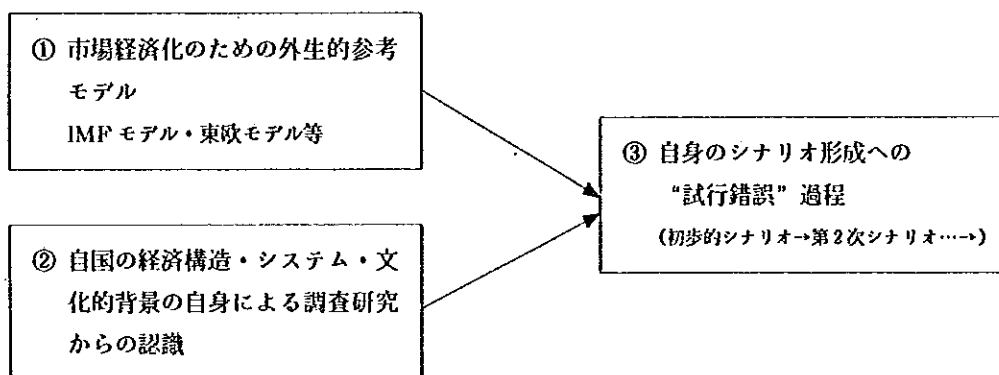 ① 市場経済化のための外生的参考
モデル
IMF モデル・東欧モデル等
② 自国の経済構造・システム・文
化的背景の自身による調査研究
からの認識
③ 自身のシナリオ形成への
“試行錯誤” 過程
(初歩的シナリオ→第2次シナリオ…→)